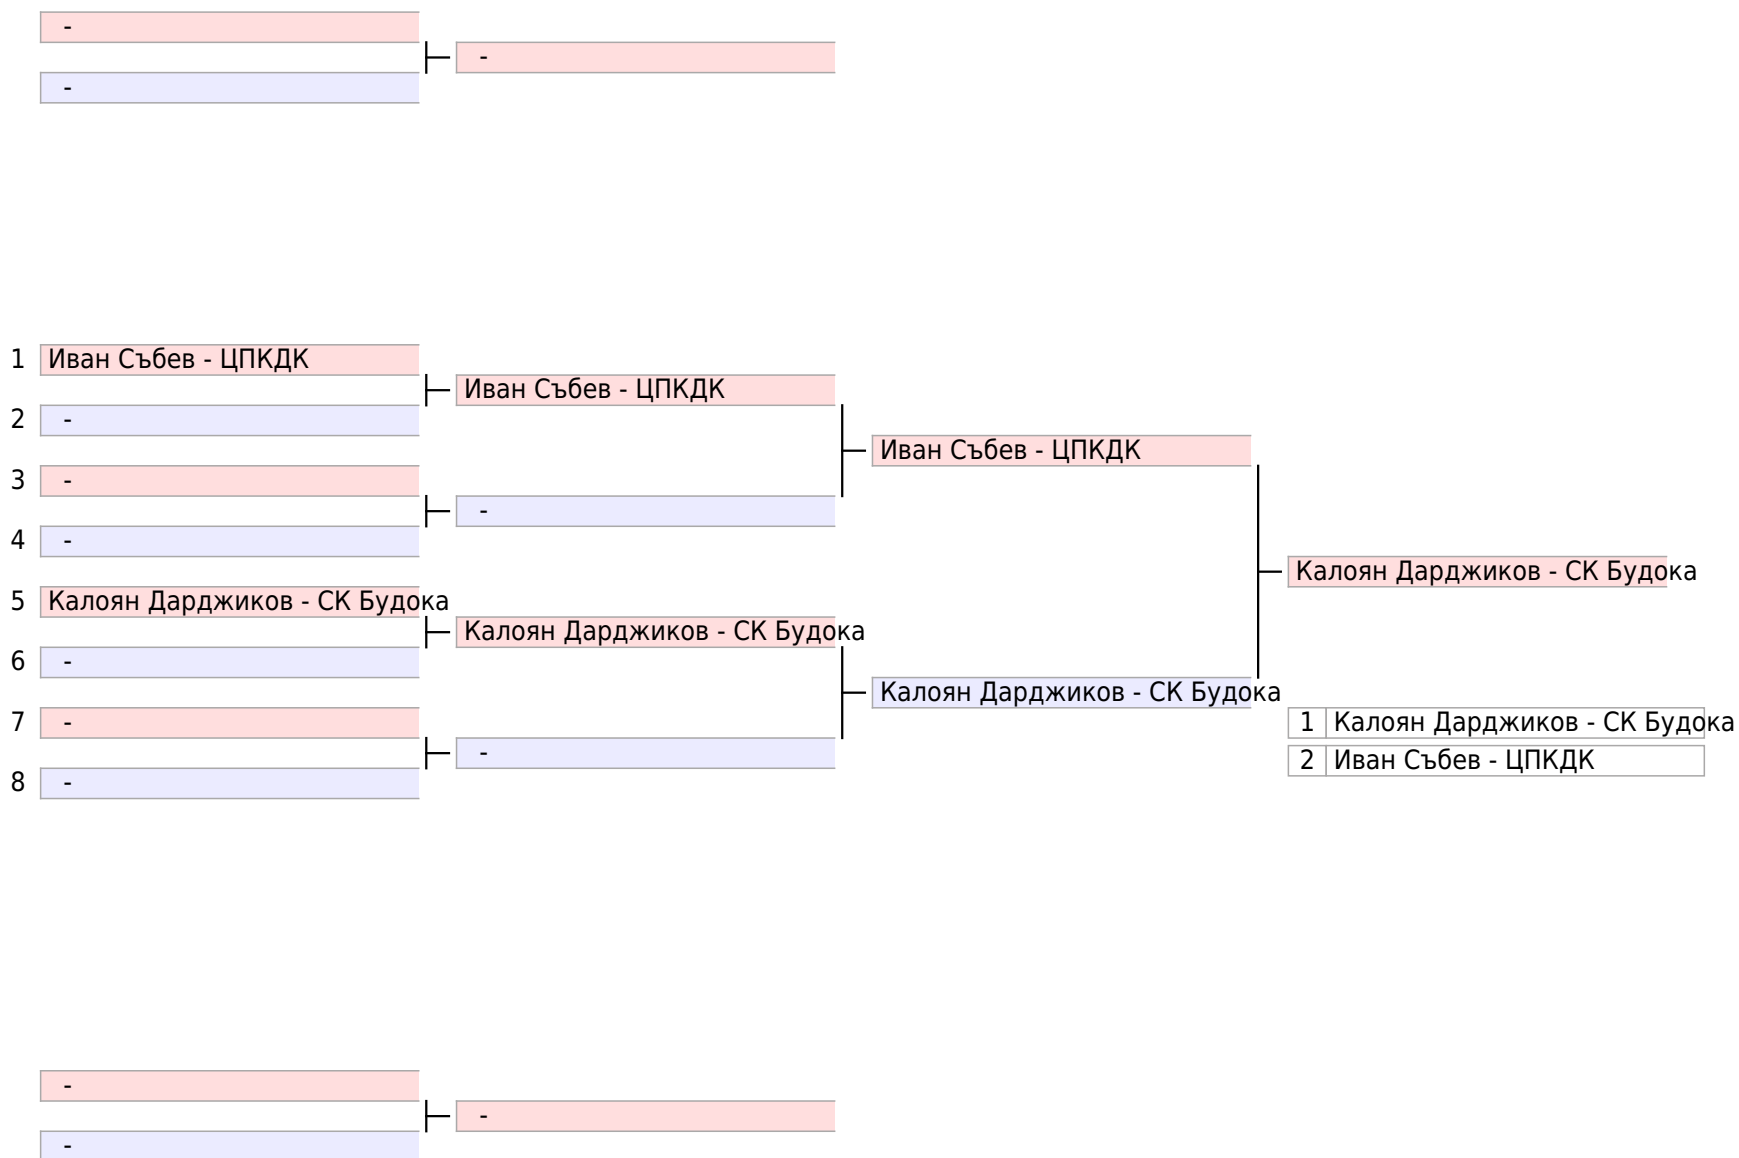 -
-
-
1 Иван Събев - ЦПКДК
Иван Събев - ЦПКДК
2 -
Иван Събев - ЦПКДК
3 -
-
4 -
Калоян Дарджиков - СК Будока
5 Калоян Дарджиков - СК Будока
Калоян Дарджиков - СК Будока
6 -
Калоян Дарджиков - СК Будока
7 -
1 Калоян Дарджиков - СК Будока
-
2 Иван Събев - ЦПКДК
8 -
-
-
-